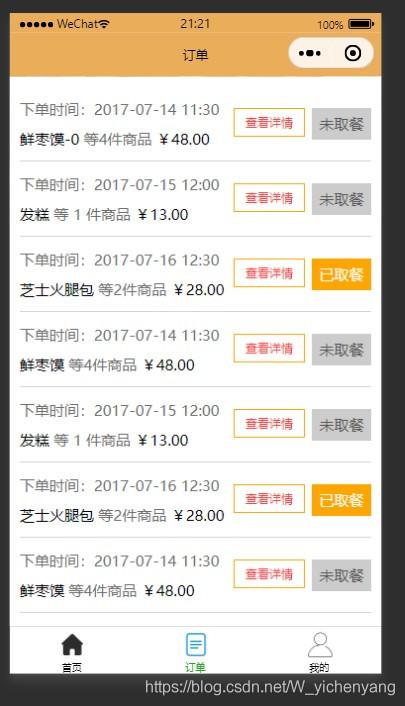 WeChat 21:21 100%
订单
下单时间：2017-07-14 11:30
鲜枣馍-0 等4件商品 ￥48.00 查看详情 未取餐
下单时间：2017-07-15 12:00
发糕 等 1 件商品 ￥13.00 查看详情 未取餐
下单时间：2017-07-16 12:30
芝士火腿包 等2件商品 ￥28.00 查看详情 已取餐
下单时间：2017-07-14 11:30
鲜枣馍 等4件商品 ￥48.00 查看详情 未取餐
下单时间：2017-07-15 12:00
发糕 等 1 件商品 ￥13.00 查看详情 未取餐
下单时间：2017-07-16 12:30
芝士火腿包 等2件商品 ￥28.00 查看详情 已取餐
下单时间：2017-07-14 11:30
鲜枣馍 等4件商品 ￥48.00 查看详情 未取餐
首页 订单 我的
https://blog.csdn.net/W_yichenyang